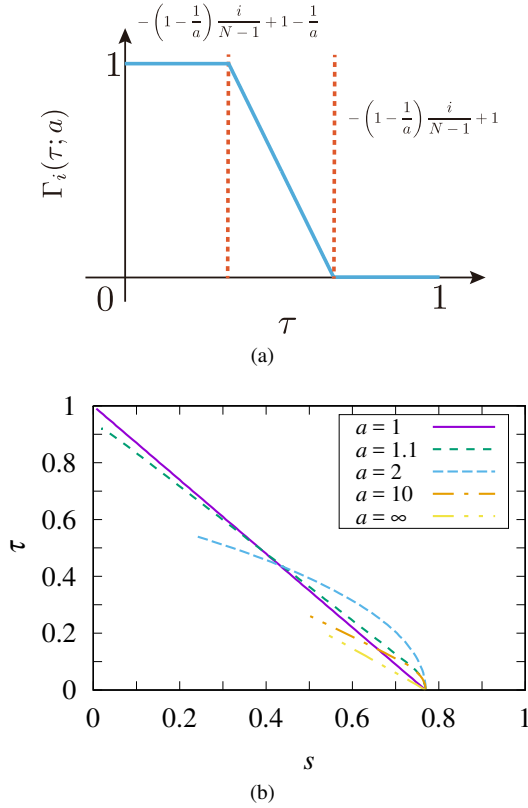 −(1 − 1/a) i/(N−1) + 1 − 1/a
1
−(1 − 1/a) i/(N−1) + 1
Γᵢ(τ; a)
0
1
τ
(a)
1
a = 1
0.8
a = 1.1
a = 2
0.6
a = 10
a = ∞
τ
0.4
0.2
0
0 0.2 0.4 0.6 0.8 1
s
(b)